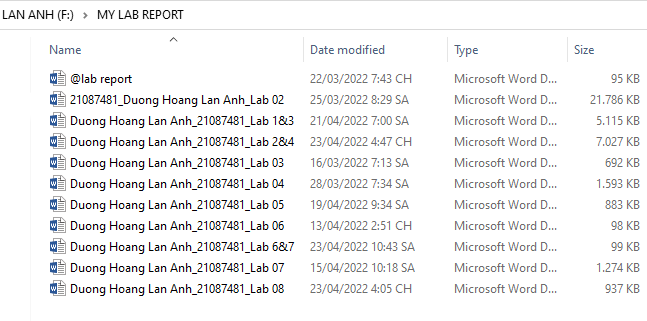 LAN ANH (F:) > MY LAB REPORT
Name Date modified Type Size
@lab report 22/03/2022 7:43 CH Microsoft Word D... 95 KB
21087481_Duong Hoang Lan Anh_Lab 02 25/03/2022 8:29 SA Microsoft Word D... 21.786 KB
Duong Hoang Lan Anh_21087481_Lab 1&3 21/04/2022 7:00 SA Microsoft Word D... 5.115 KB
Duong Hoang Lan Anh_21087481_Lab 2&4 23/04/2022 4:47 CH Microsoft Word D... 7.027 KB
Duong Hoang Lan Anh_21087481_Lab 03 16/03/2022 7:13 SA Microsoft Word D... 692 KB
Duong Hoang Lan Anh_21087481_Lab 04 28/03/2022 7:34 SA Microsoft Word D... 1.593 KB
Duong Hoang Lan Anh_21087481_Lab 05 19/04/2022 9:34 SA Microsoft Word D... 883 KB
Duong Hoang Lan Anh_21087481_Lab 06 13/04/2022 2:51 CH Microsoft Word D... 98 KB
Duong Hoang Lan Anh_21087481_Lab 6&7 23/04/2022 10:43 SA Microsoft Word D... 99 KB
Duong Hoang Lan Anh_21087481_Lab 07 15/04/2022 10:18 SA Microsoft Word D... 1.274 KB
Duong Hoang Lan Anh_21087481_Lab 08 23/04/2022 4:05 CH Microsoft Word D... 937 KB